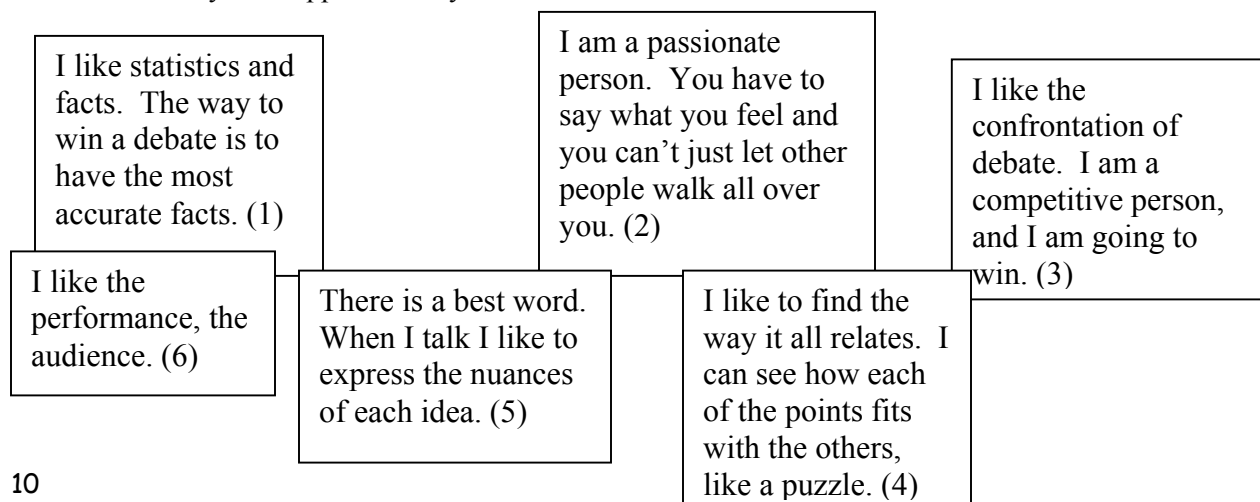 I like statistics and
facts. The way to
win a debate is to
have the most
accurate facts. (1)
I am a passionate
person. You have to
say what you feel and
you can't just let other
people walk all over
you. (2)
I like the
confrontation of
debate. I am a
competitive person,
and I am going to
win. (3)
I like the
performance, the
audience. (6)
There is a best word.
When I talk I like to
express the nuances
of each idea. (5)
I like to find the
way it all relates. I
can see how each
of the points fits
with the others,
like a puzzle. (4)
10